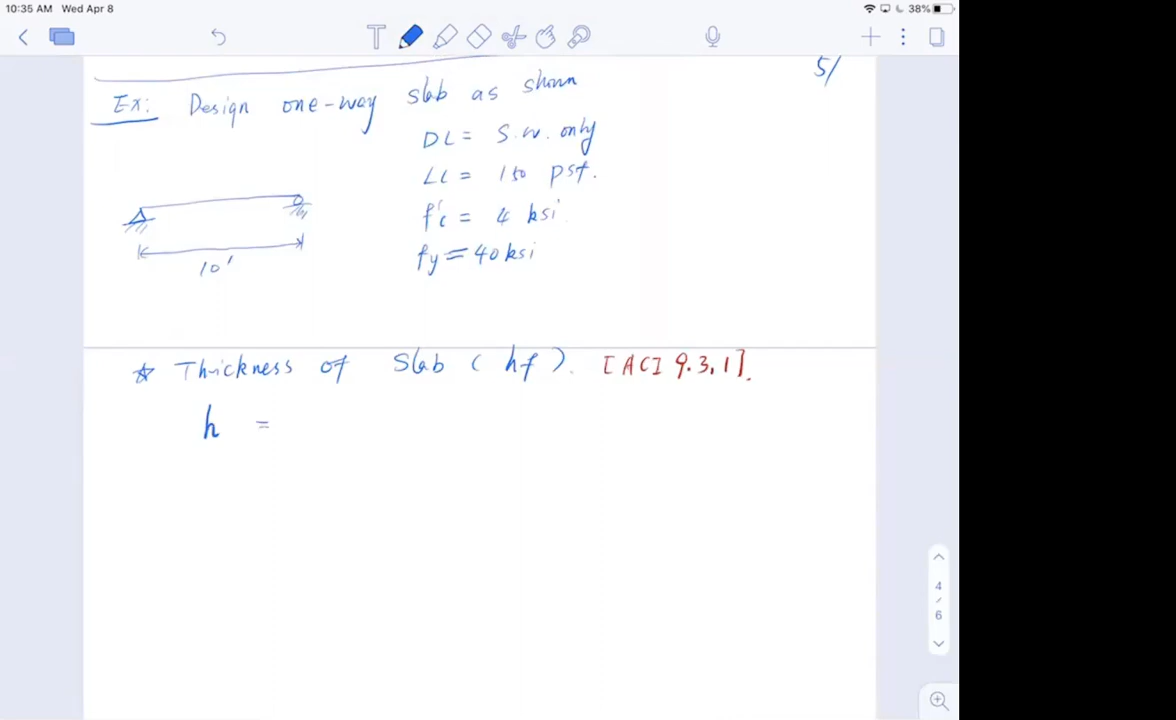 10:35 AM Wed Apr 8
38%
T
5/
Ex: Design one-way slab as shown
DL = S.W. only
LL = 150 psf.
f'c = 4 ksi
fy = 40 ksi
10'
☆ Thickness of Slab ( hf ). [ACI 9.3.1].
h =
4
/
6